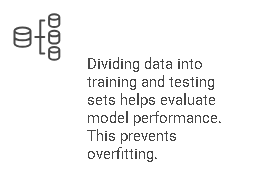 Dividing data into
training and testing
sets helps evaluate
model performance.
This prevents
overfitting.